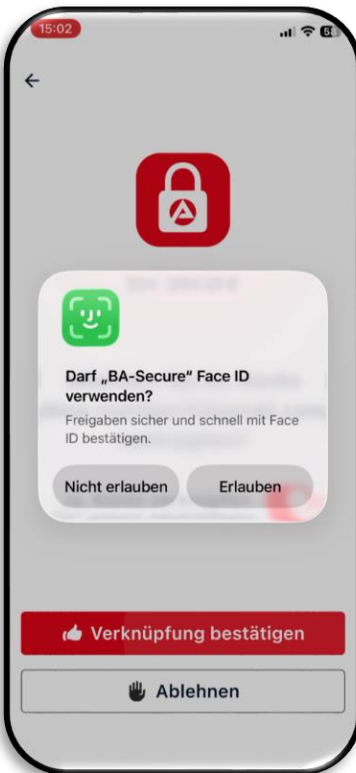 15:02
Darf „BA-Secure“ Face ID
verwenden?
Freigaben sicher und schnell mit Face
ID bestätigen.
Nicht erlauben
Erlauben
Verknüpfung bestätigen
Ablehnen